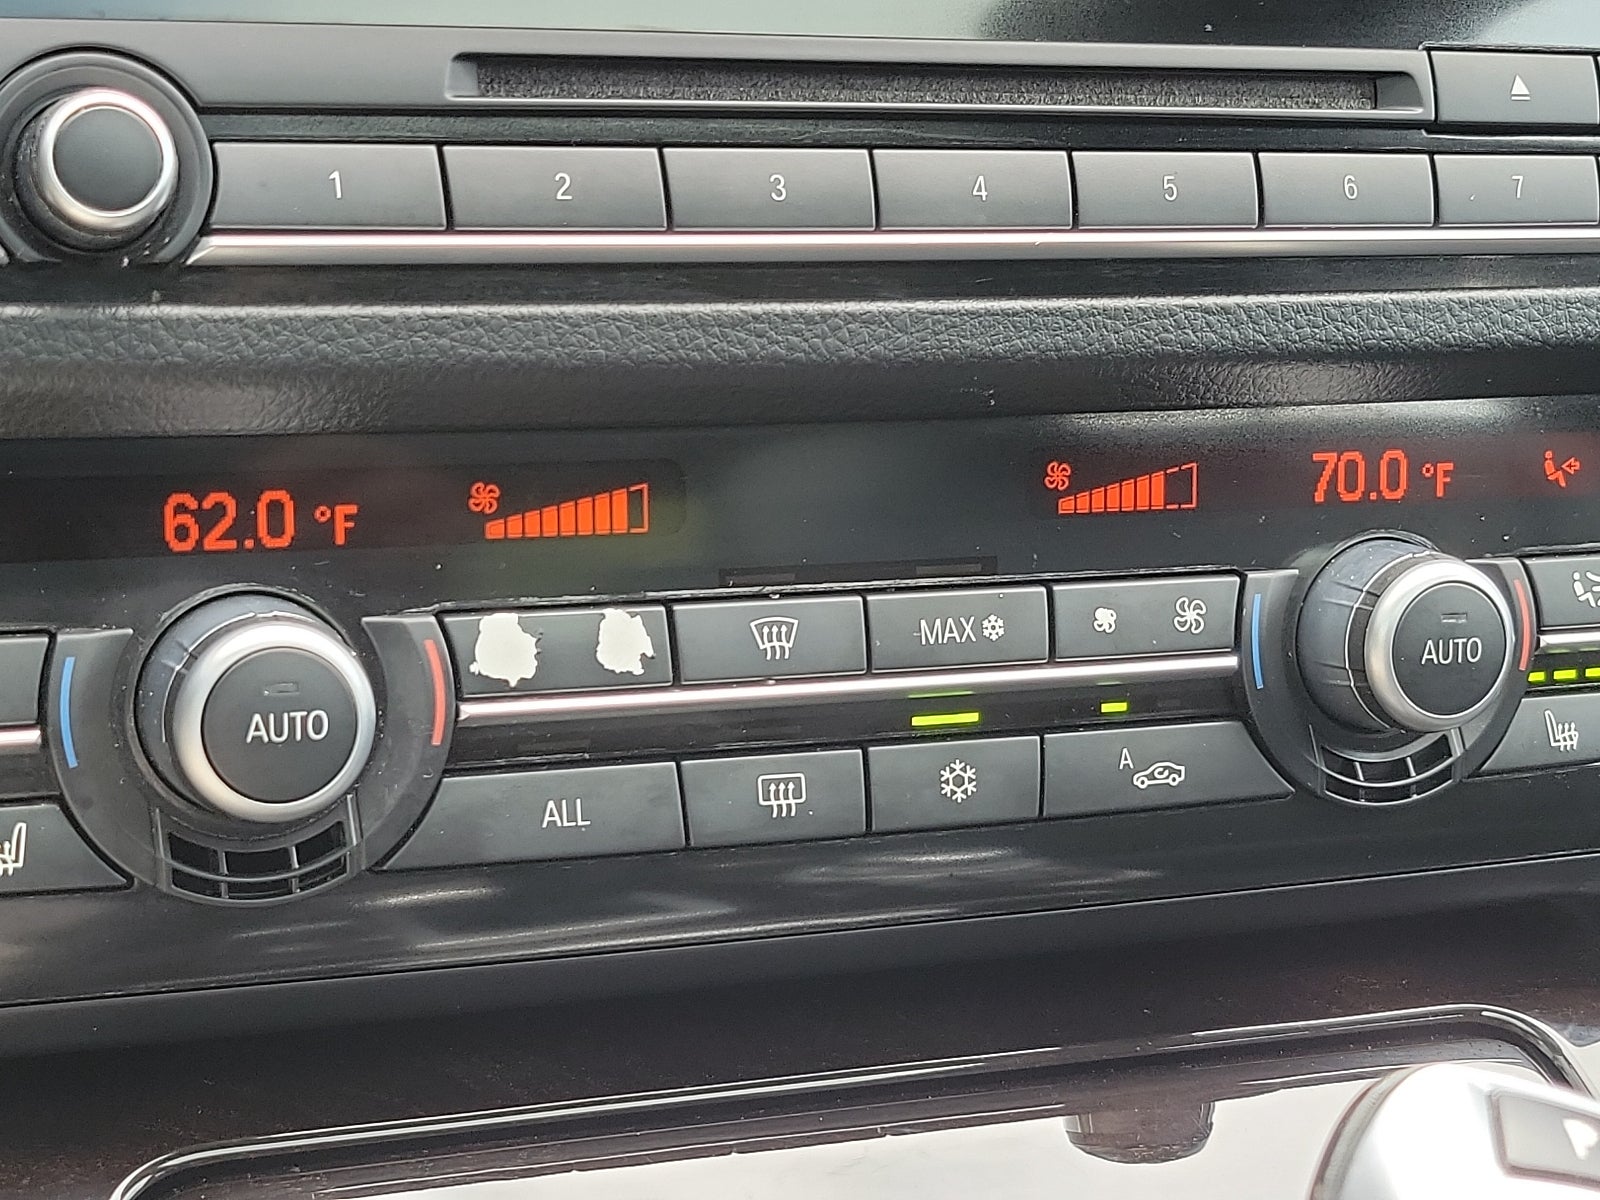 1 2 3 4 5 6 7
62.0 °F 70.0 °F
MAX
AUTO AUTO
ALL A